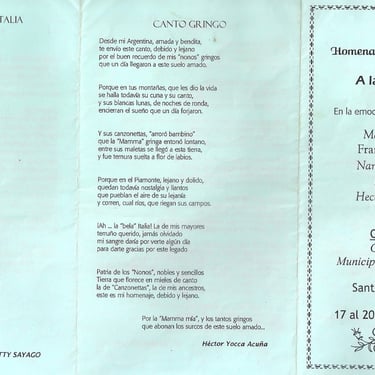 TALIA
TTY SAYAGO
CANTO GRINGO
Desde mi Argentina, amada y bendita,
te envío este canto, debido y lejano
por el buen recuerdo de mis "nonos" gringos
que un día llegaron a este suelo amado.
Porque en tus montañas, que les dio la vida
se halla todavía su cuna y su canto,
y sus blancas lunas, de noches de ronda,
encierran el sueño que un día forjaron.
Y sus canzonettas, "arroró bambino"
que la "Mamma" gringa entonó lontano,
entre sus maletas se llegó a esta tierra,
y fue ternura suelta a flor de labios.
Porque en el Piamonte, lejano y dolido,
quedan todavía nostalgia y llantos
que pueblan el aire de su lejanía
y corren, cual ríos, que riegan sus campos.
¡Ah ... la "bela" Italia! La de mis mayores
terruño querido, jamás olvidado
mi sangre daría por verte algún día
para darte gracias por este legado
Patria de los "Nonos", nobles y sencillos
Tierra que florece en mieles de canto
la de "Canzonettas", la de mis ancestros,
este es mi homenaje, debido y lejano.
Por la "Mamma mía", y los tantos gringos
que abonan los surcos de este suelo amado...
Héctor Yocca Acuña
Homena
A la
En la emoc
Ma
Fran
Nan
Hec
Municip
Sant
17 al 20